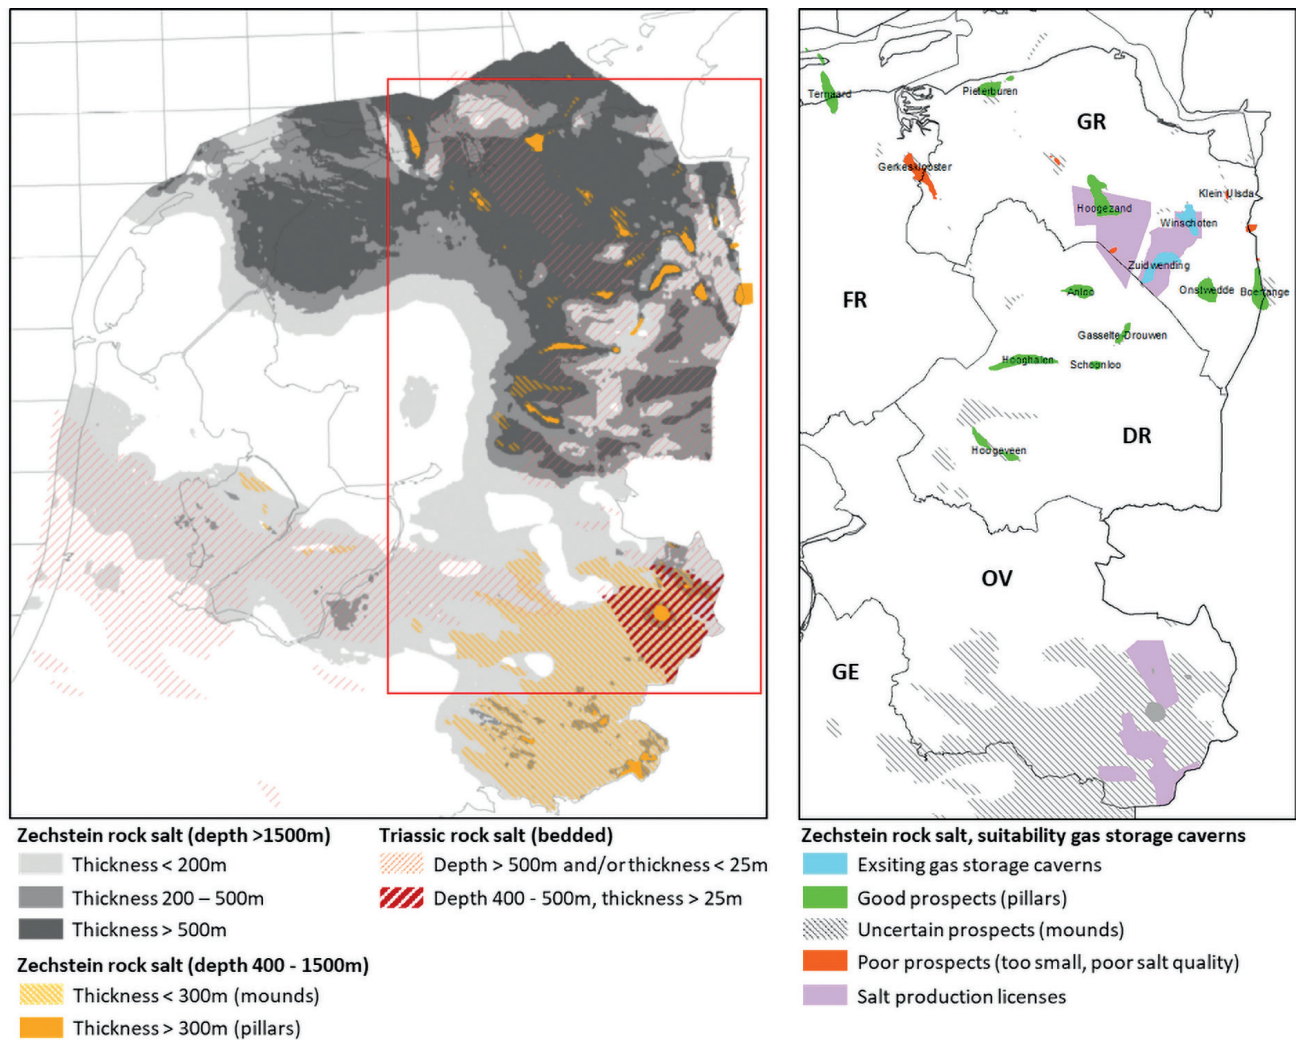 Ternaard
Pieterburen
GR
Gerkesklooster
Klein Ulsda
Hoogezand
Winschoten
Zuidwending
FR
Anloo
Onstwedde
Boertange
Gasselte-Drouwen
Hooghalen
Schoonloo
DR
Hoogeveen
OV
GE
Zechstein rock salt (depth >1500m)
Thickness < 200m
Thickness 200 – 500m
Thickness > 500m
Zechstein rock salt (depth 400 - 1500m)
Thickness < 300m (mounds)
Thickness > 300m (pillars)
Triassic rock salt (bedded)
Depth > 500m and/or thickness < 25m
Depth 400 - 500m, thickness > 25m
Zechstein rock salt, suitability gas storage caverns
Exsiting gas storage caverns
Good prospects (pillars)
Uncertain prospects (mounds)
Poor prospects (too small, poor salt quality)
Salt production licenses